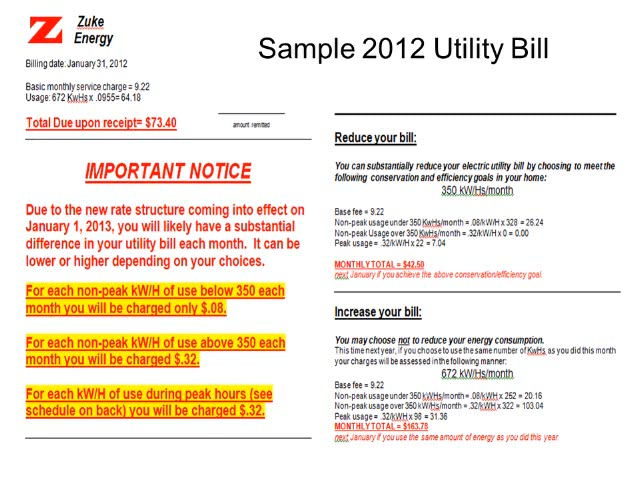 Zuke
Energy
Sample 2012 Utility Bill
Billing date: January 31, 2012
Basic monthly service charge = 9.22
Usage: 672 KwHs x .0955= 64.18
Total Due upon receipt= $73.40
amount remitted
IMPORTANT NOTICE
Due to the new rate structure coming into effect on
January 1, 2013, you will likely have a substantial
difference in your utility bill each month. It can be
lower or higher depending on your choices.
For each non-peak kW/H of use below 350 each
month you will be charged only $.08.
For each non-peak kW/H of use above 350 each
month you will be charged $.32.
For each kW/H of use during peak hours (see
schedule on back) you will be charged $.32.
Reduce your bill:
You can substantially reduce your electric utility bill by choosing to meet the
following conservation and efficiency goals in your home:
350 kW/Hs/month
Base fee = 9.22
Non-peak usage under 350 KwHs/month = .08/kW/H x 328 = 26.24
Non-peak Usage over 350 KwHs/month = .32/kW/H x 0 = 0.00
Peak usage = .32/kW/H x 22 = 7.04
MONTHLY TOTAL = $42.50
next January if you achieve the above conservation/efficiency goal.
Increase your bill:
You may choose not to reduce your energy consumption.
This time next year, if you choose to use the same number of KwHs as you did this month
your charges will be assessed in the following manner:
672 kW/Hs/month
Base fee = 9.22
Non-peak usage under 350 kWHs/month = .08/kWH x 252 = 20.16
Non-peak usage over 350 kW/Hs/month = .32/kWH x 322 = 103.04
Peak usage = .32/kWH x 98 = 31.36
MONTHLY TOTAL = $163.78
next January if you use the same amount of energy as you did this year